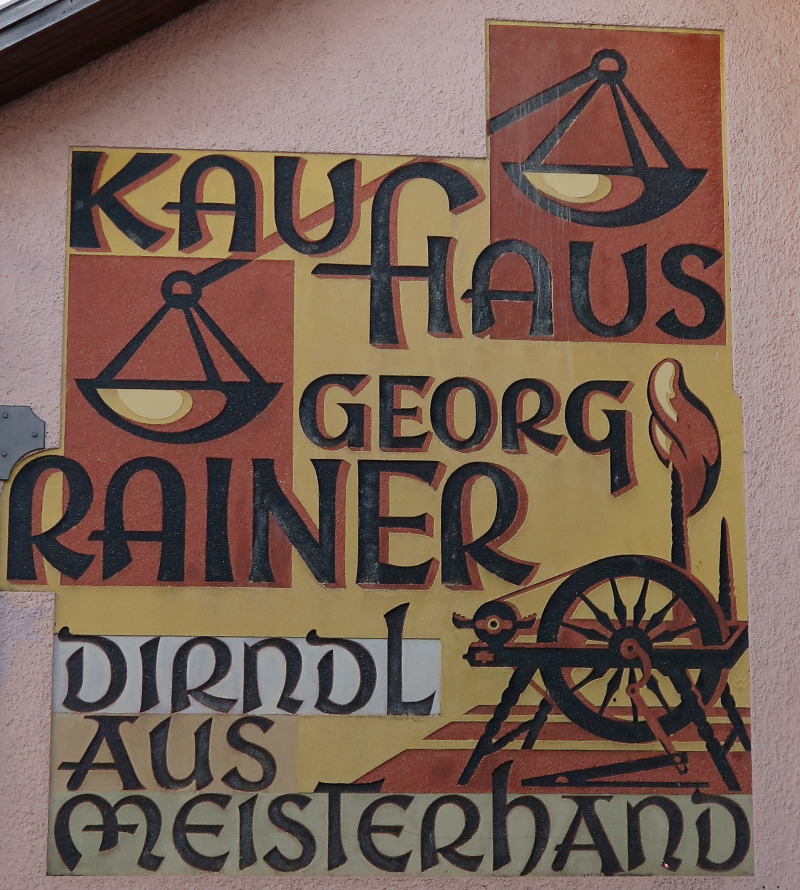 KAUFHAUS
GEORG
RAINER
DIRNDL
AUS
MEISTERHAND